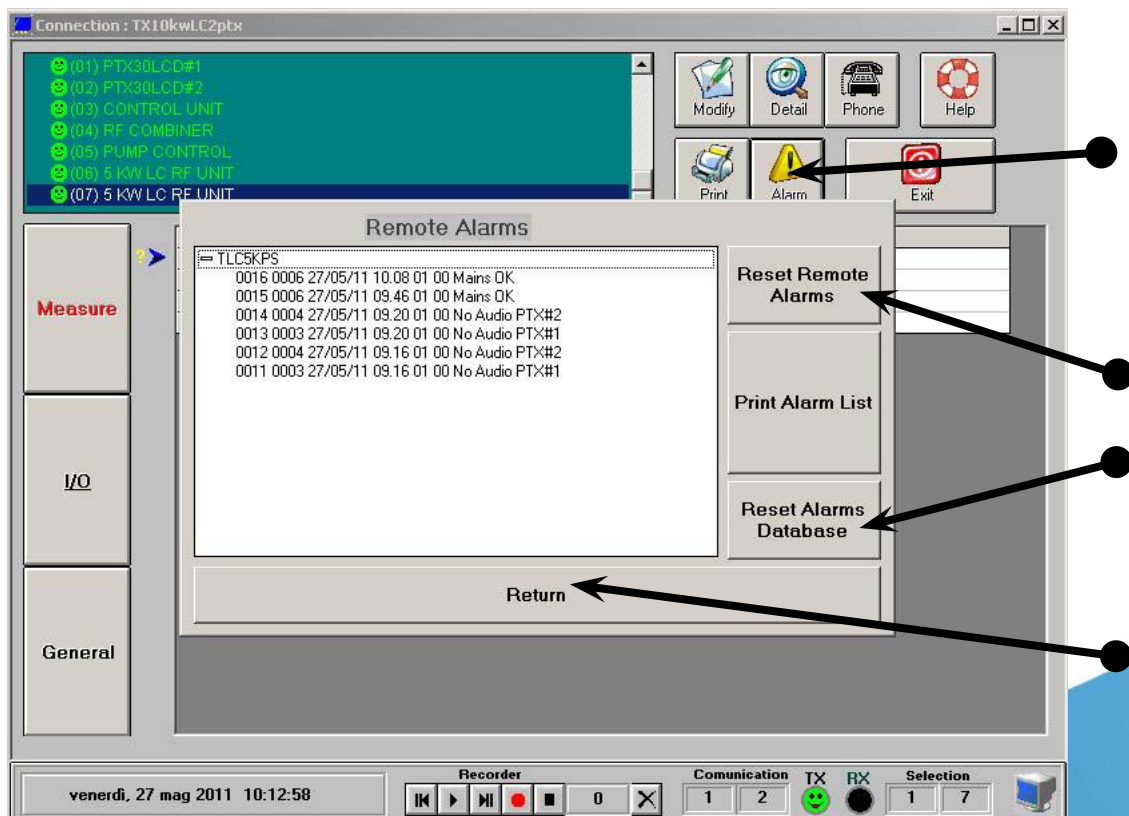 Connection : TX10kwLC2ptx
(01) PTX30LCD#1
(02) PTX30LCD#2
(03) CONTROL UNIT
(04) RF COMBINER
(05) PUMP CONTROL
(06) 5 KW LC RF UNIT
(07) 5 KW LC RF UNIT
Modify Detail Phone Help
Print Alarm Exit
Remote Alarms
TLC5KPS
0016 0006 27/05/11 10.08 01 00 Mains OK
0015 0006 27/05/11 09.46 01 00 Mains OK
0014 0004 27/05/11 09.20 01 00 No Audio PTX#2
0013 0003 27/05/11 09.20 01 00 No Audio PTX#1
0012 0004 27/05/11 09.16 01 00 No Audio PTX#2
0011 0003 27/05/11 09.16 01 00 No Audio PTX#1
Reset Remote
Alarms
Print Alarm List
Reset Alarms
Database
Return
Measure
?
I/O
General
venerdì, 27 mag 2011 10:12:58
Recorder
0
Comunication
1 2
TX RX
Selection
1 7